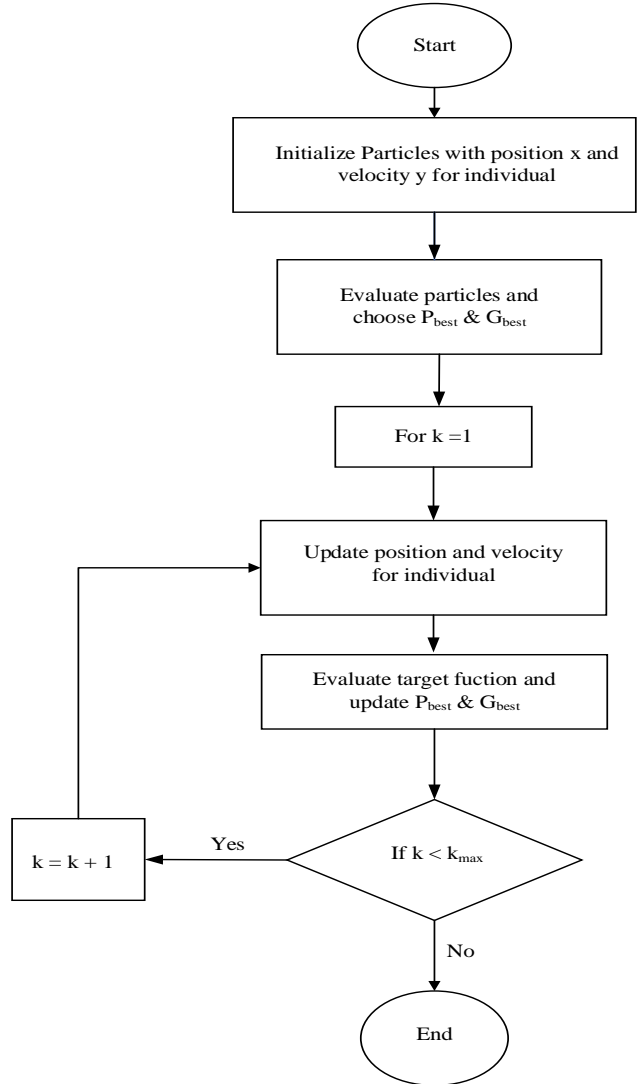 Start
Initialize Particles with position x and
velocity y for individual
Evaluate particles and
choose Pbest & Gbest
For k =1
Update position and velocity
for individual
Evaluate target fuction and
update Pbest & Gbest
If k < kmax
Yes
k = k + 1
No
End